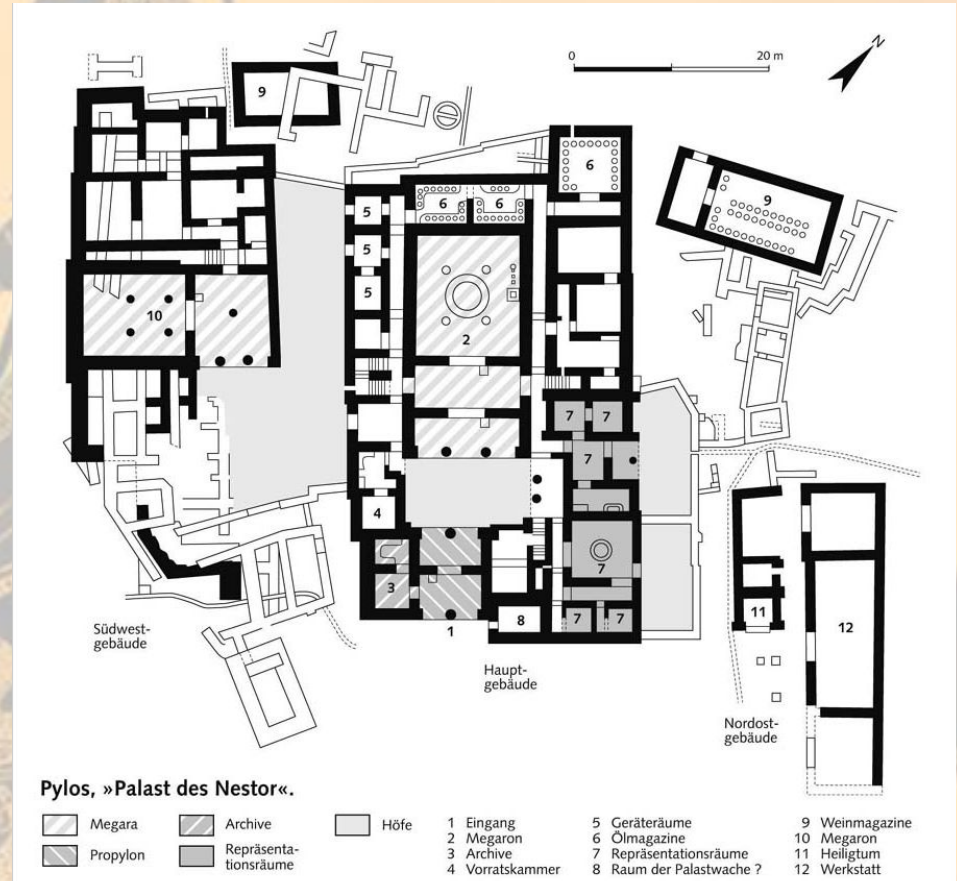 0 20 m
N
9
6
9
5
6
6
5
5
10
2
7
7
7
4
7
3
11
8
7
7
12
1
Südwest-
gebäude
Haupt-
gebäude
Nordost-
gebäude
Pylos, »Palast des Nestor«.
Megara
Archive
Höfe
Propylon
Repräsenta-
tionsräume
1 Eingang
2 Megaron
3 Archive
4 Vorratskammer
5 Geräteräume
6 Ölmagazine
7 Repräsentationsräume
8 Raum der Palastwache ?
9 Weinmagazine
10 Megaron
11 Heiligtum
12 Werkstatt